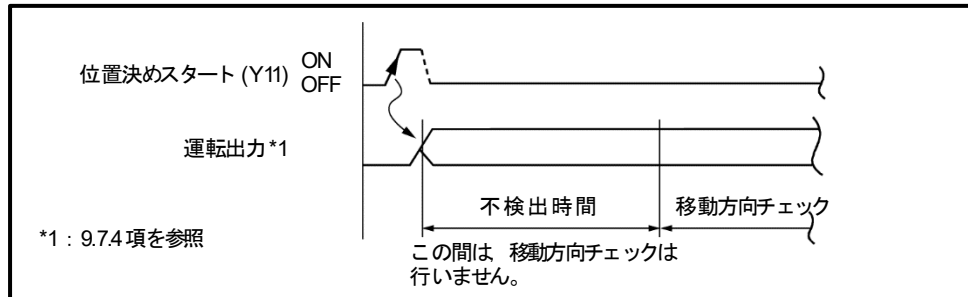 位置決めスタート (Y11) ON
OFF
運転出力 *1
不検出時間 移動方向チェック
*1 : 9.7.4 項を参照
この間は, 移動方向チェックは
行いません。